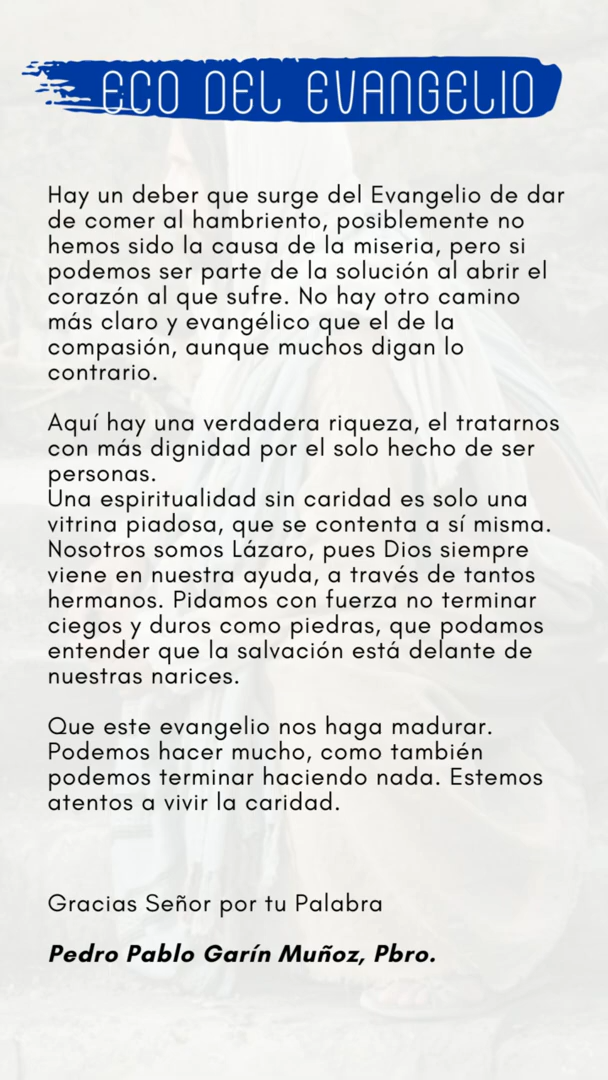 ECO DEL EVANGELIO
Hay un deber que surge del Evangelio de dar
de comer al hambriento, posiblemente no
hemos sido la causa de la miseria, pero si
podemos ser parte de la solución al abrir el
corazón al que sufre. No hay otro camino
más claro y evangélico que el de la
compasión, aunque muchos digan lo
contrario.
Aquí hay una verdadera riqueza, el tratarnos
con más dignidad por el solo hecho de ser
personas.
Una espiritualidad sin caridad es solo una
vitrina piadosa, que se contenta a sí misma.
Nosotros somos Lázaro, pues Dios siempre
viene en nuestra ayuda, a través de tantos
hermanos. Pidamos con fuerza no terminar
ciegos y duros como piedras, que podamos
entender que la salvación está delante de
nuestras narices.
Que este evangelio nos haga madurar.
Podemos hacer mucho, como también
podemos terminar haciendo nada. Estemos
atentos a vivir la caridad.
Gracias Señor por tu Palabra
Pedro Pablo Garín Muñoz, Pbro.